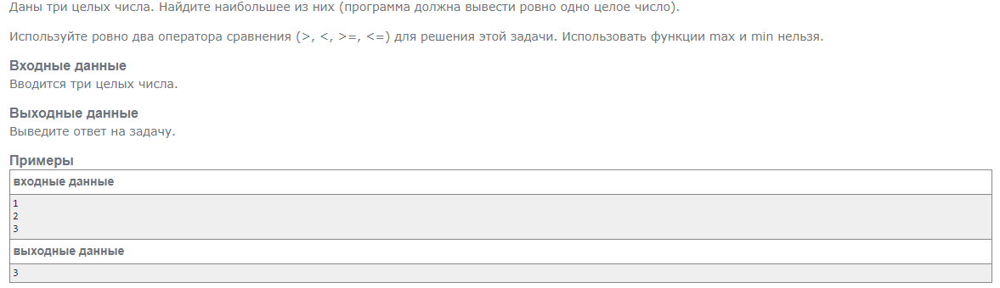 Даны три целых числа. Найдите наибольшее из них (программа должна вывести ровно одно целое число).
Используйте ровно два оператора сравнения (>, <, >=, <=) для решения этой задачи. Использовать функции max и min нельзя.
Входные данные
Вводится три целых числа.
Выходные данные
Выведите ответ на задачу.
Примеры
входные данные
1
2
3
выходные данные
3